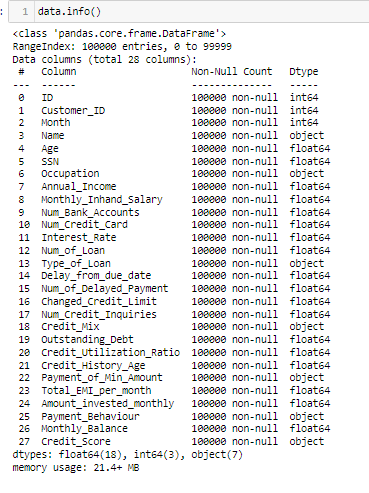 : 1 data.info()
<class 'pandas.core.frame.DataFrame'>
RangeIndex: 100000 entries, 0 to 99999
Data columns (total 28 columns):
 #   Column                    Non-Null Count   Dtype
---  ------                    --------------   -----
 0   ID                        100000 non-null  int64
 1   Customer_ID               100000 non-null  int64
 2   Month                     100000 non-null  int64
 3   Name                      100000 non-null  object
 4   Age                       100000 non-null  float64
 5   SSN                       100000 non-null  float64
 6   Occupation                100000 non-null  object
 7   Annual_Income             100000 non-null  float64
 8   Monthly_Inhand_Salary     100000 non-null  float64
 9   Num_Bank_Accounts         100000 non-null  float64
 10  Num_Credit_Card           100000 non-null  float64
 11  Interest_Rate             100000 non-null  float64
 12  Num_of_Loan               100000 non-null  float64
 13  Type_of_Loan              100000 non-null  object
 14  Delay_from_due_date       100000 non-null  float64
 15  Num_of_Delayed_Payment    100000 non-null  float64
 16  Changed_Credit_Limit      100000 non-null  float64
 17  Num_Credit_Inquiries      100000 non-null  float64
 18  Credit_Mix                100000 non-null  object
 19  Outstanding_Debt          100000 non-null  float64
 20  Credit_Utilization_Ratio  100000 non-null  float64
 21  Credit_History_Age        100000 non-null  float64
 22  Payment_of_Min_Amount     100000 non-null  object
 23  Total_EMI_per_month       100000 non-null  float64
 24  Amount_invested_monthly   100000 non-null  float64
 25  Payment_Behaviour         100000 non-null  object
 26  Monthly_Balance           100000 non-null  float64
 27  Credit_Score              100000 non-null  object
dtypes: float64(18), int64(3), object(7)
memory usage: 21.4+ MB